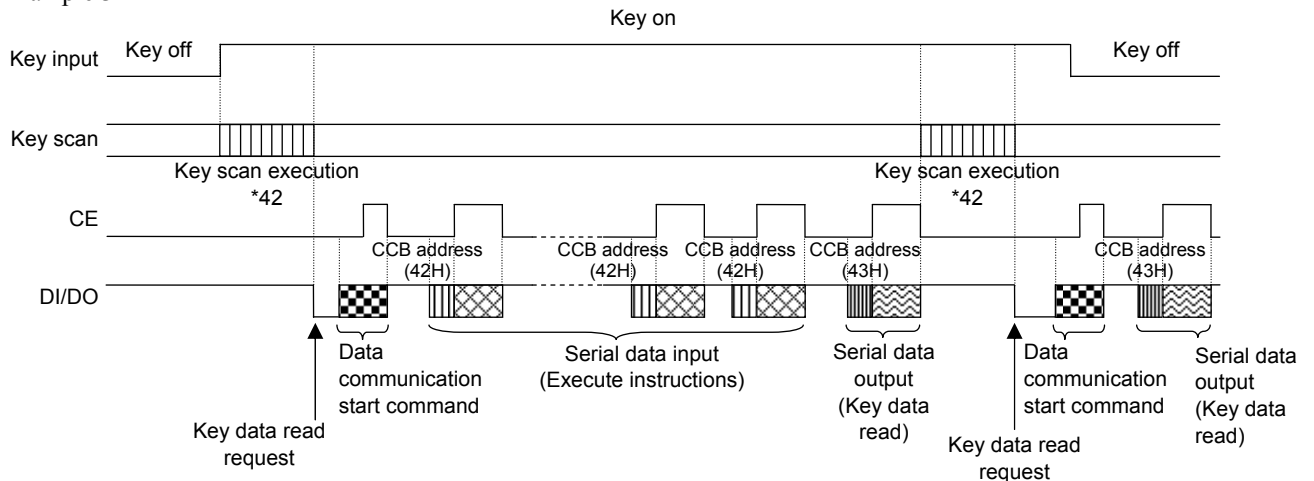 Key on
Key off
Key off
Key input
Key scan
Key scan execution
*42
Key scan execution
*42
CE
CCB address
(42H)
CCB address
(42H)
CCB address
(42H)
CCB address
(43H)
CCB address
(43H)
DI/DO
Data
communication
start command
Serial data input
(Execute instructions)
Serial data
output
(Key data
read)
Data
communication
start command
Serial data
output
(Key data
read)
Key data read
request
Key data read
request